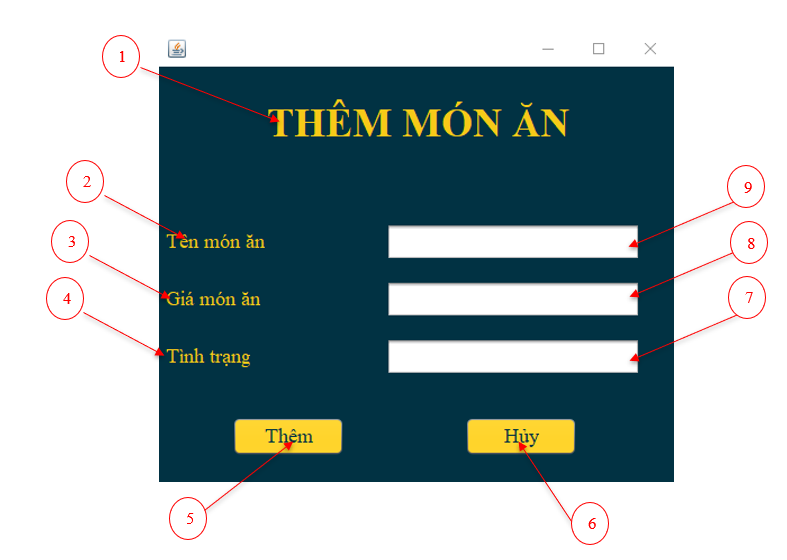 1
THÊM MÓN ĂN
2
9
Tên món ăn
3
8
Giá món ăn
4
7
Tình trạng
Thêm
Hủy
5
6